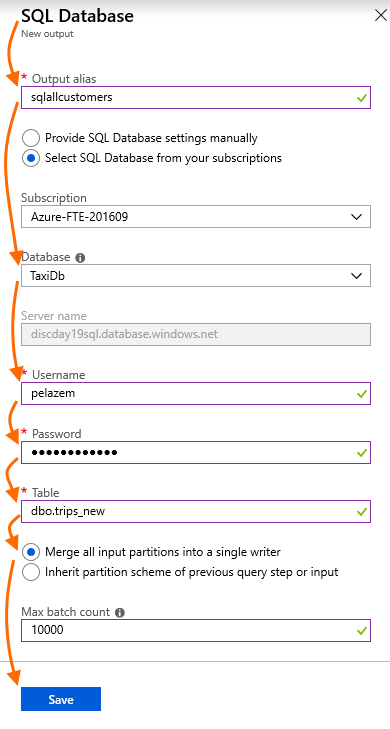 SQL Database
New output
* Output alias
sqlallcustomers
Provide SQL Database settings manually
Select SQL Database from your subscriptions
Subscription
Azure-FTE-201609
Database
TaxiDb
Server name
discday19sql.database.windows.net
* Username
pelazem
* Password
••••••••••••
* Table
dbo.trips_new
Merge all input partitions into a single writer
Inherit partition scheme of previous query step or input
Max batch count
10000
Save